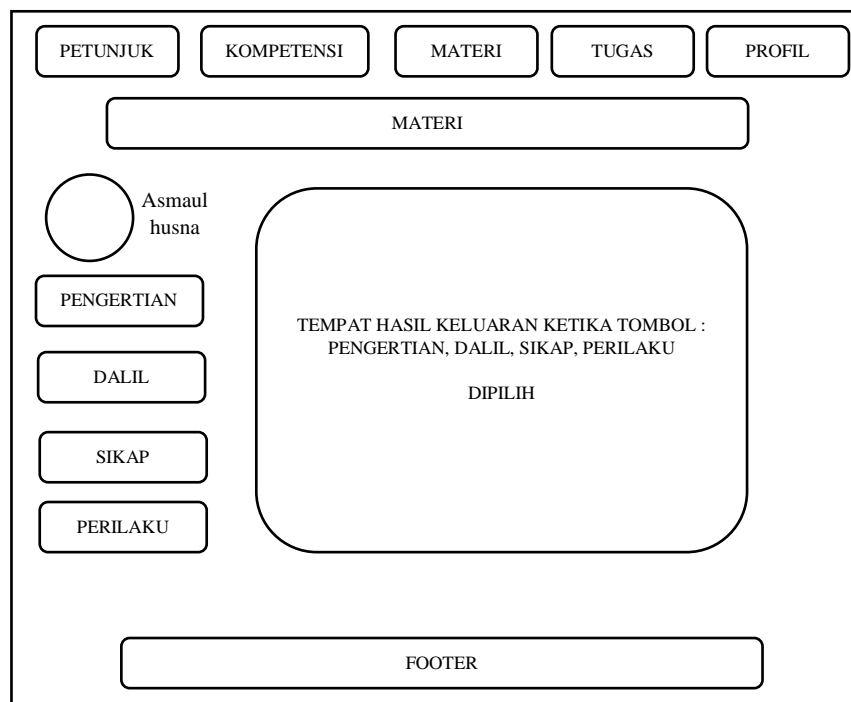 PETUNJUK
KOMPETENSI
MATERI
TUGAS
PROFIL
MATERI
Asmaul
husna
PENGERTIAN
DALIL
SIKAP
PERILAKU
TEMPAT HASIL KELUARAN KETIKA TOMBOL :
PENGERTIAN, DALIL, SIKAP, PERILAKU
DIPILIH
FOOTER